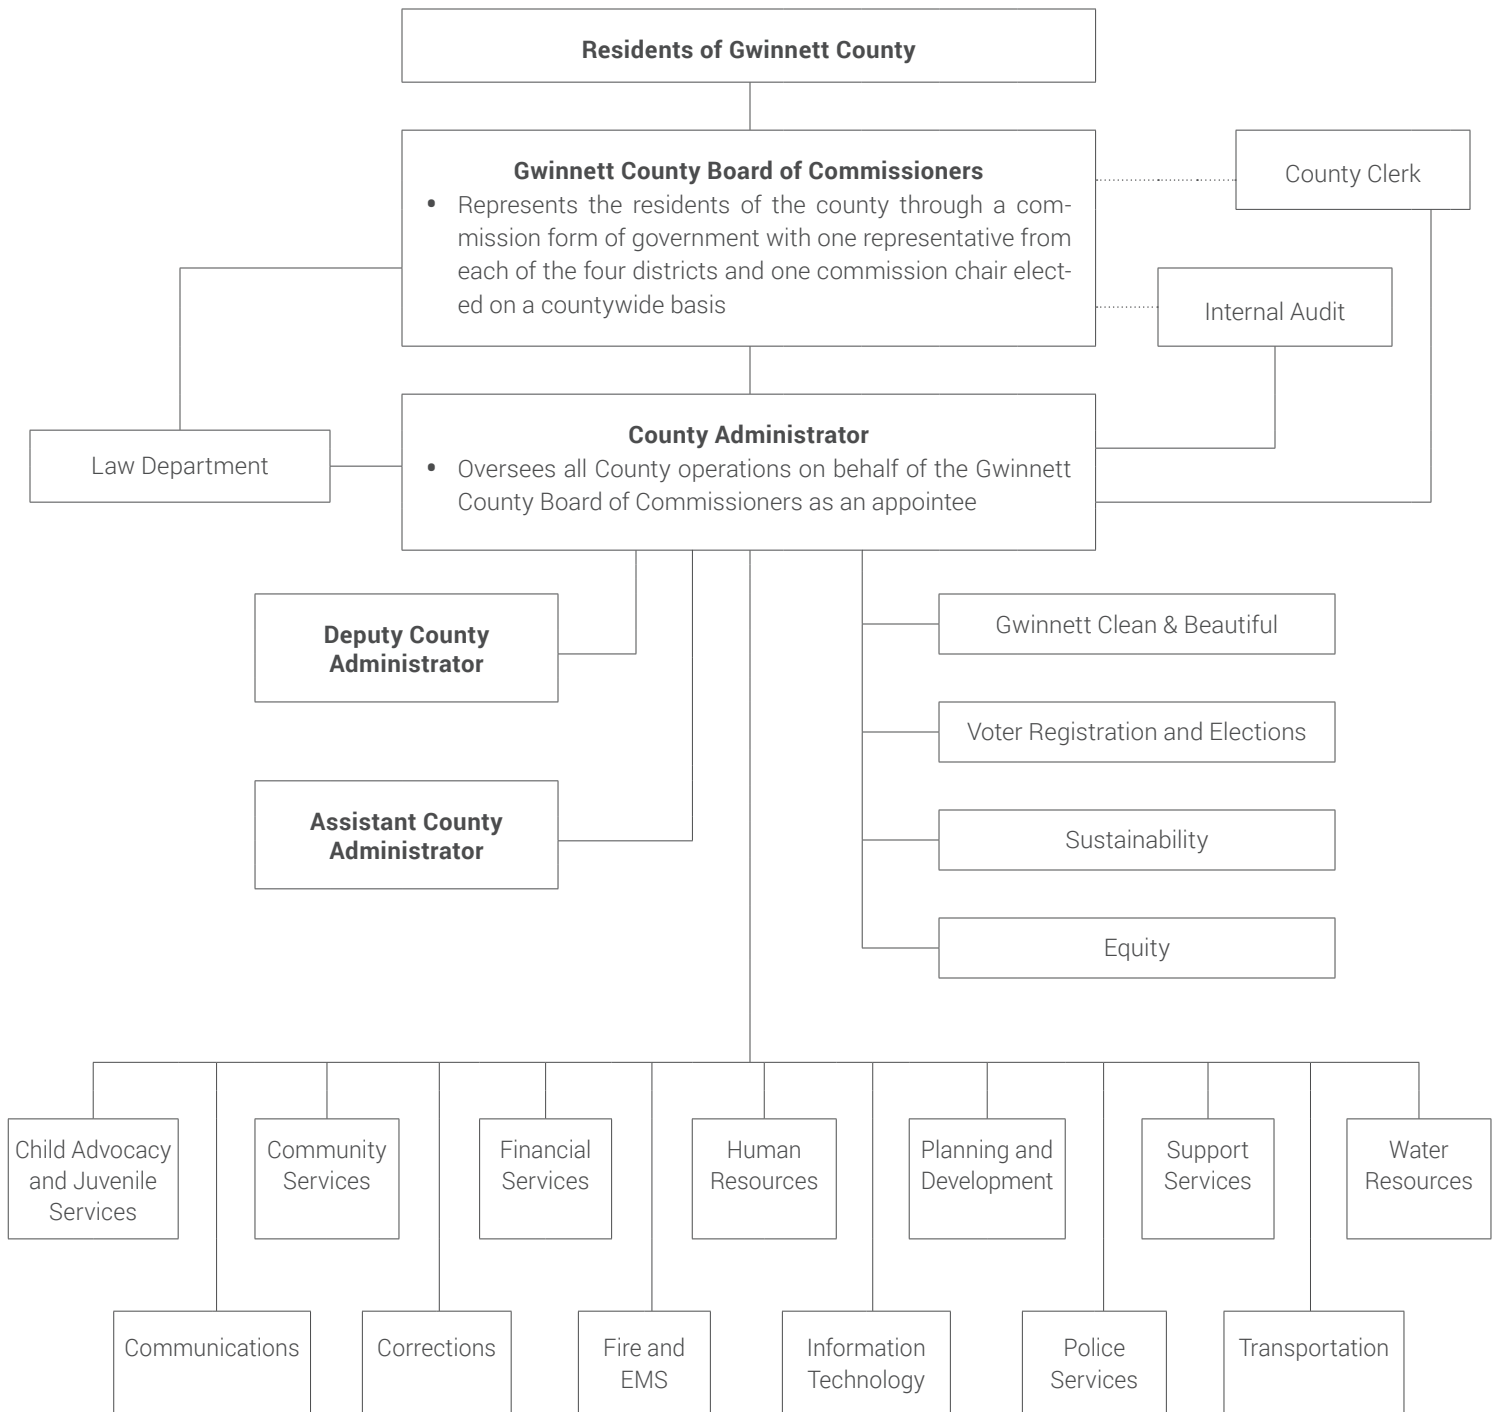 Residents of Gwinnett County
Gwinnett County Board of Commissioners
• Represents the residents of the county through a com-
mission form of government with one representative from
each of the four districts and one commission chair elect-
ed on a countywide basis
County Clerk
Internal Audit
Law Department
County Administrator
• Oversees all County operations on behalf of the Gwinnett
County Board of Commissioners as an appointee
Deputy County
Administrator
Assistant County
Administrator
Gwinnett Clean & Beautiful
Voter Registration and Elections
Sustainability
Equity
Child Advocacy
and Juvenile
Services
Community
Services
Financial
Services
Human
Resources
Planning and
Development
Support
Services
Water
Resources
Communications
Corrections
Fire and
EMS
Information
Technology
Police
Services
Transportation